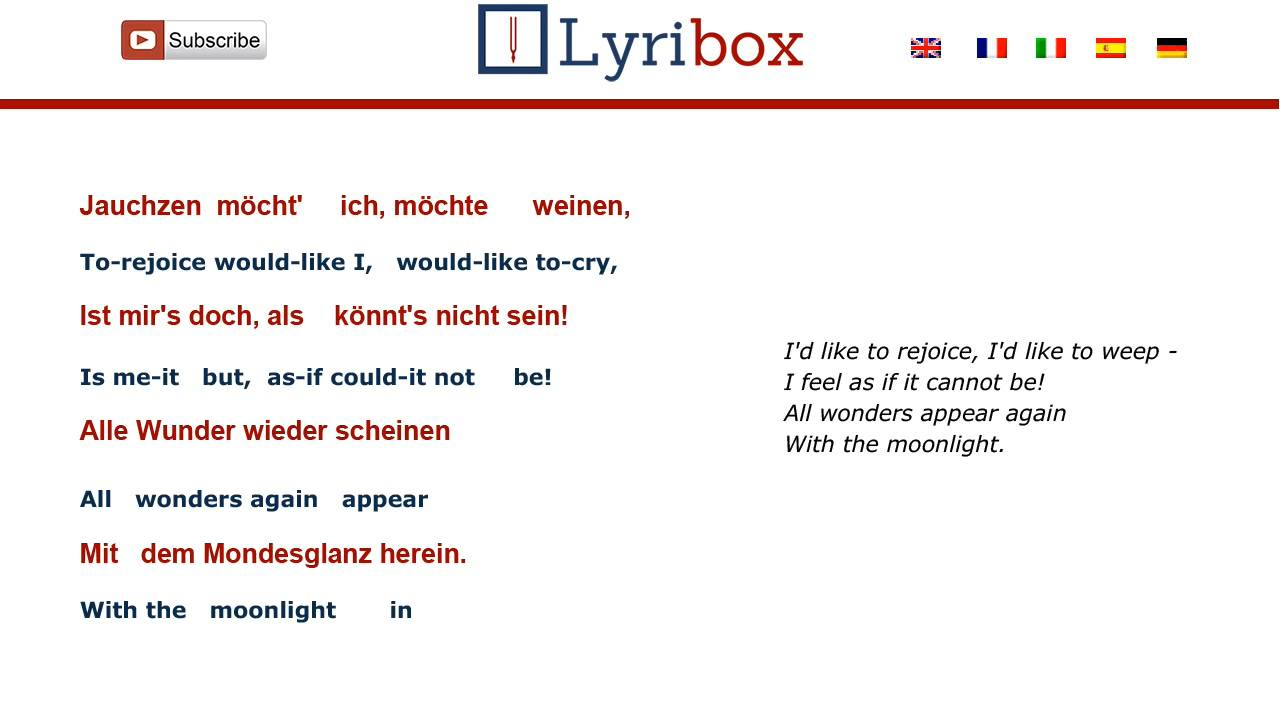 Subscribe
Lyribox
Jauchzen möcht' ich, möchte weinen,
To-rejoice would-like I, would-like to-cry,
Ist mir's doch, als könnt's nicht sein!
Is me-it but, as-if could-it not be!
Alle Wunder wieder scheinen
All wonders again appear
Mit dem Mondesglanz herein.
With the moonlight in
I'd like to rejoice, I'd like to weep -
I feel as if it cannot be!
All wonders appear again
With the moonlight.